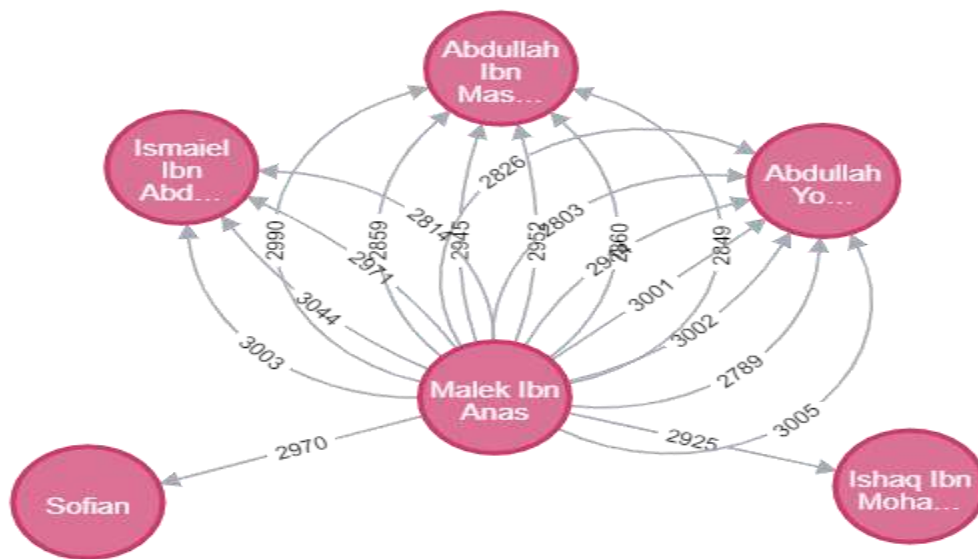 Abdullah
Ibn
Mas...
Ismaiel
Ibn
Abd...
Abdullah
Yo...
2826
2803
2814
2990
2859
2945
2952
2860
2849
2971
3001
3044
3002
3003
2789
Malek Ibn
Anas
3005
2970
2925
Sofian
Ishaq Ibn
Moha...